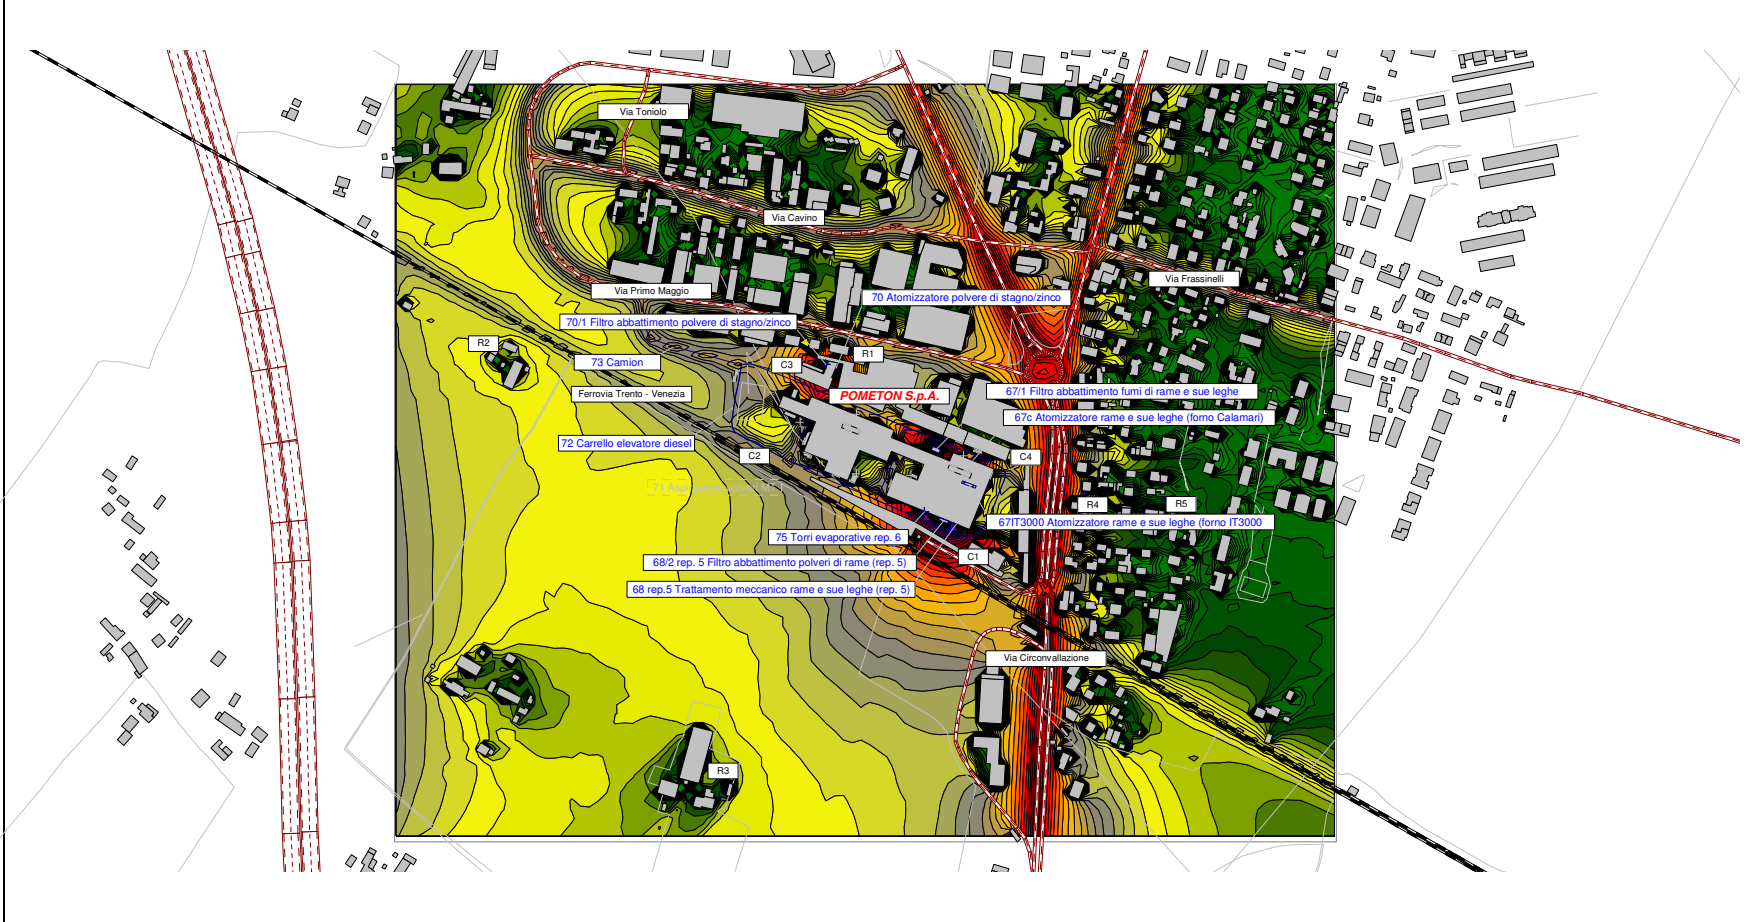 Via Toniolo
Via Cavino
Via Frassinelli
Via Primo Maggio
70 Atomizzatore polvere di stagno/zinco
70/1 Filtro abbattimento polvere di stagno/zinco
R2
R1
73 Camion
C3
Ferrovia Trento - Venezia
POMETON S.p.A.
67/1 Filtro abbattimento fumi di rame e sue leghe
67c Atomizzatore rame e sue leghe (forno Calamari)
72 Carrello elevatore diesel
C2
C4
R4
R5
67IT3000 Atomizzatore rame e sue leghe (forno IT3000
75 Torri evaporative rep. 6
C1
68/2 rep. 5 Filtro abbattimento polveri di rame (rep. 5)
68 rep.5 Trattamento meccanico rame e sue leghe (rep. 5)
Via Circonvallazione
R3